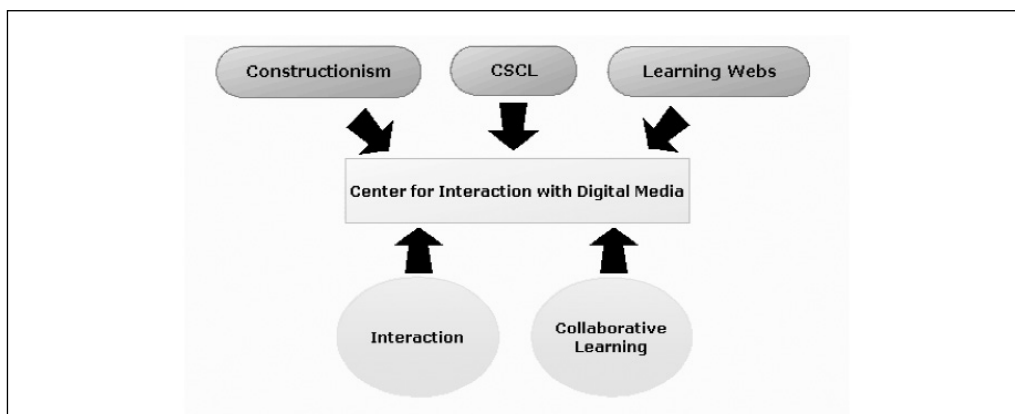 Constructionism
CSCL
Learning Webs
Center for Interaction with Digital Media
Interaction
Collaborative
Learning